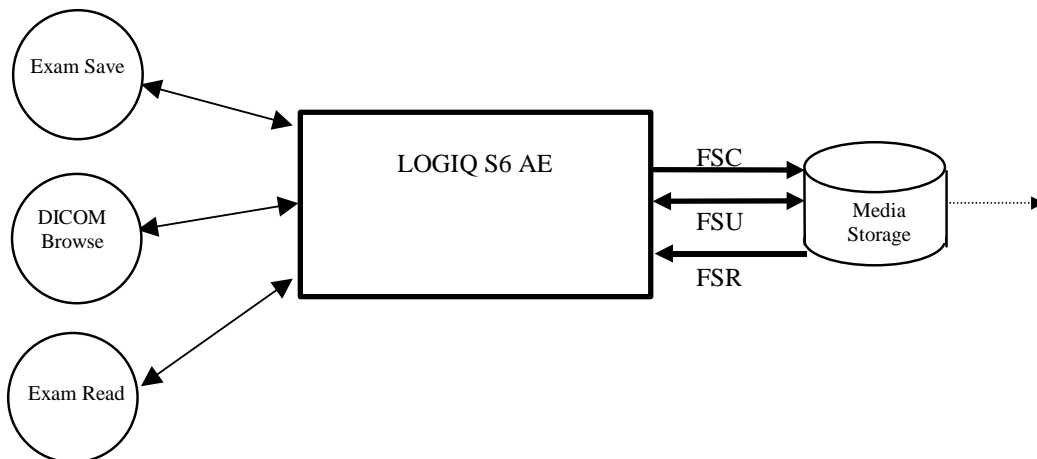 Exam Save
DICOM
Browse
Exam Read
LOGIQ S6 AE
FSC
FSU
FSR
Media
Storage